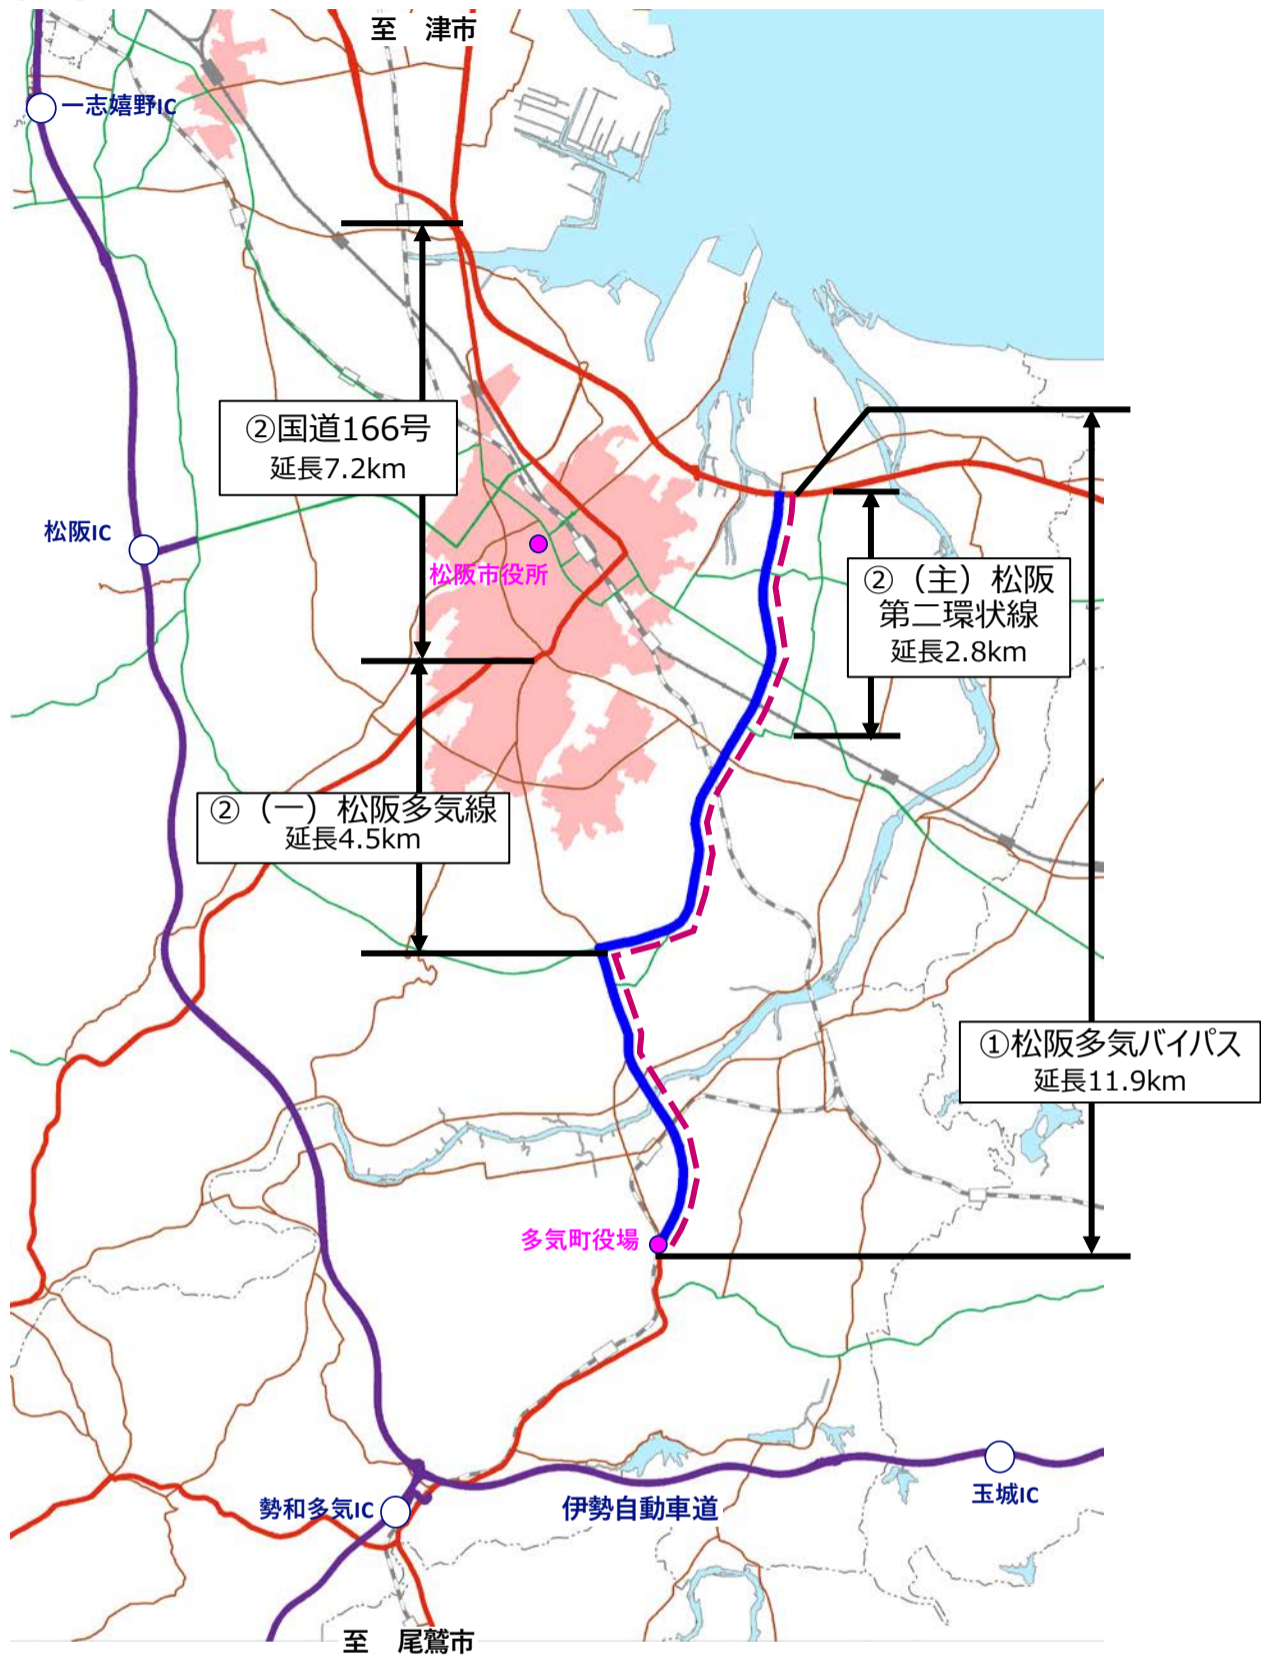 至　津市
一志嬉野IC
②国道166号
延長7.2km
松阪IC
松阪市役所
②（主）松阪
第二環状線
延長2.8km
②（一）松阪多気線
延長4.5km
①松阪多気バイパス
延長11.9km
多気町役場
勢和多気IC
伊勢自動車道
玉城IC
至　尾鷲市